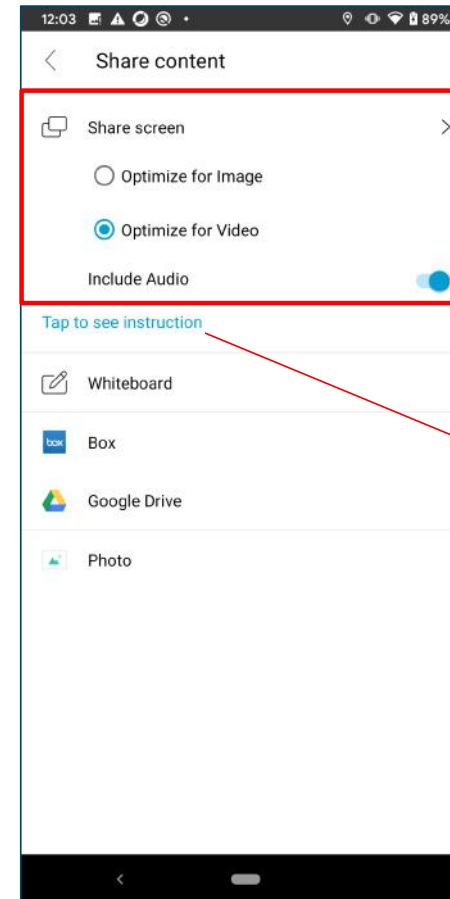 12:03 89%
Share content
Share screen
Optimize for Image
Optimize for Video
Include Audio
Tap to see instruction
Whiteboard
box Box
Google Drive
Photo